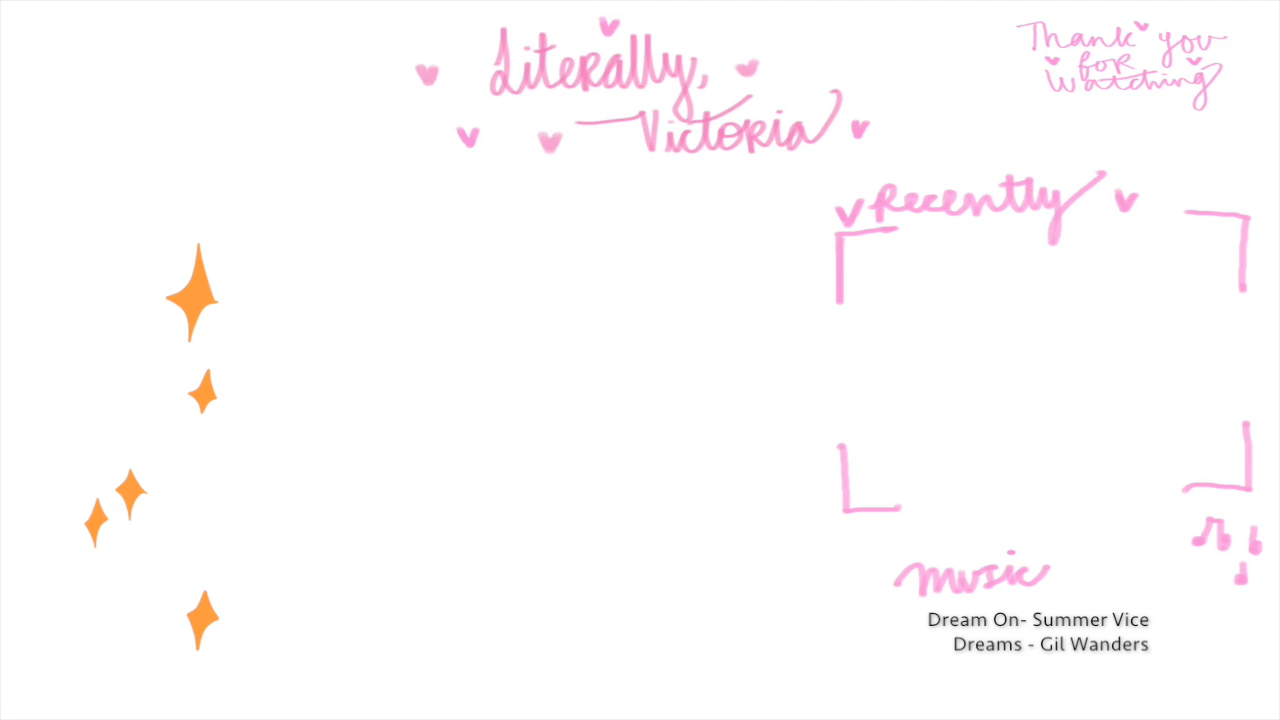 Literally,
Victoria
Thank you
for
Watching
Recently
music
Dream On- Summer Vice
Dreams - Gil Wanders